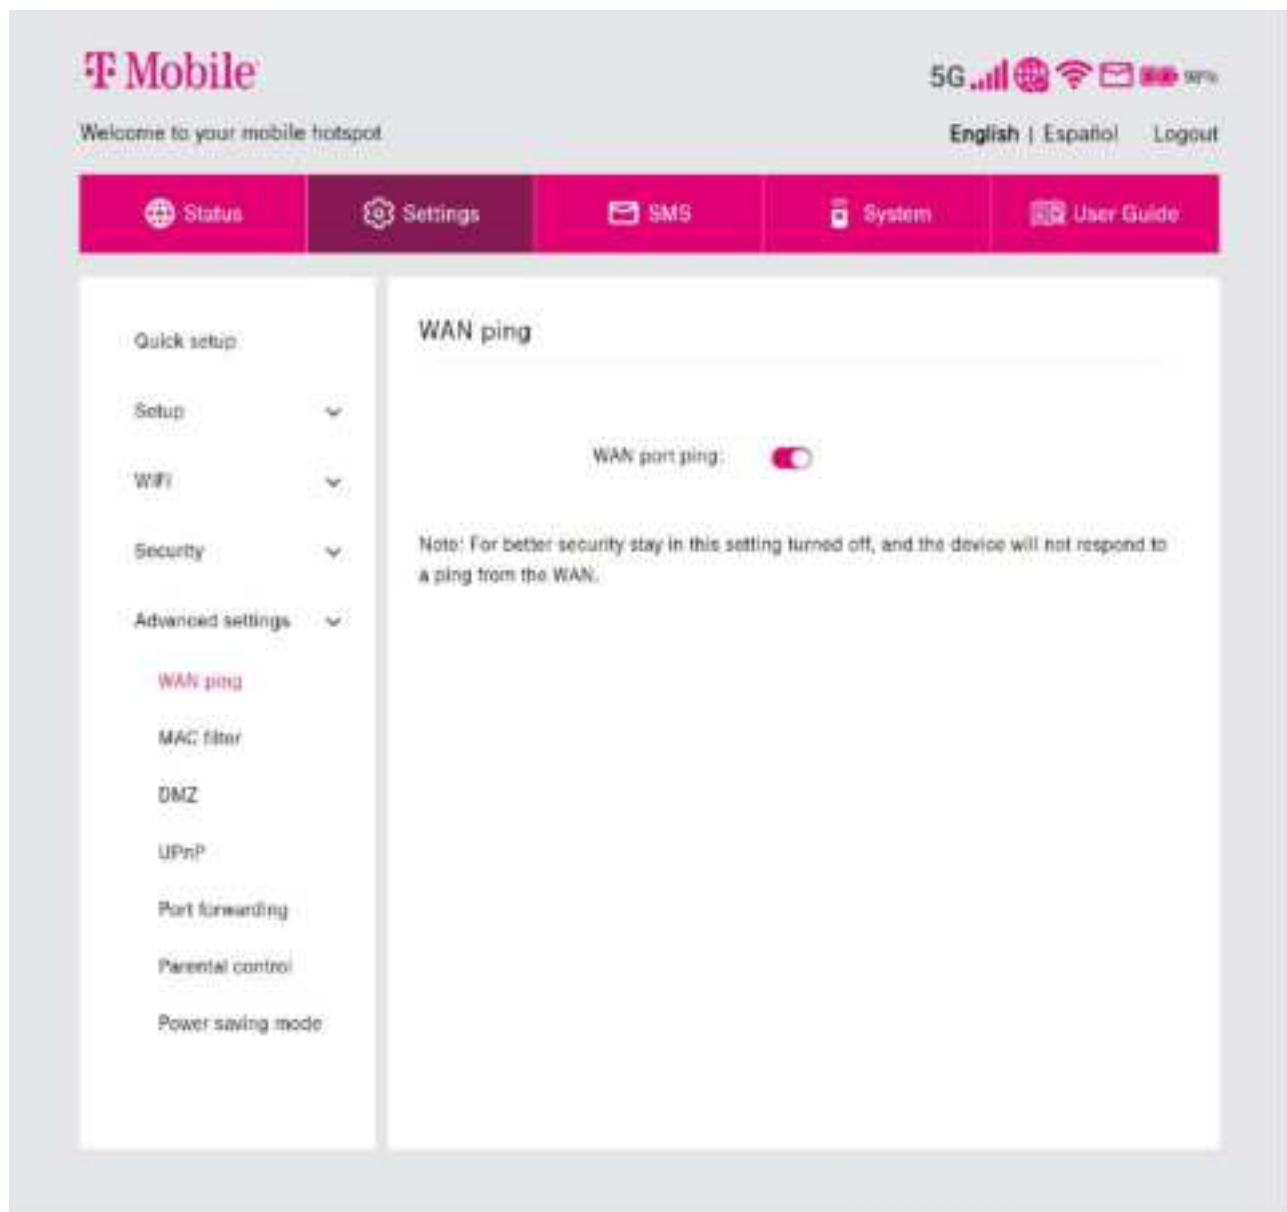 T Mobile
5G 98%
Welcome to your mobile hotspot
English | Español Logout
Status Settings SMS System User Guide
Quick setup
Setup
WiFi
Security
Advanced settings
WAN ping
MAC filter
DMZ
UPnP
Port forwarding
Parental control
Power saving mode
WAN ping
WAN port ping:
Note: For better security stay in this setting turned off, and the device will not respond to
a ping from the WAN.